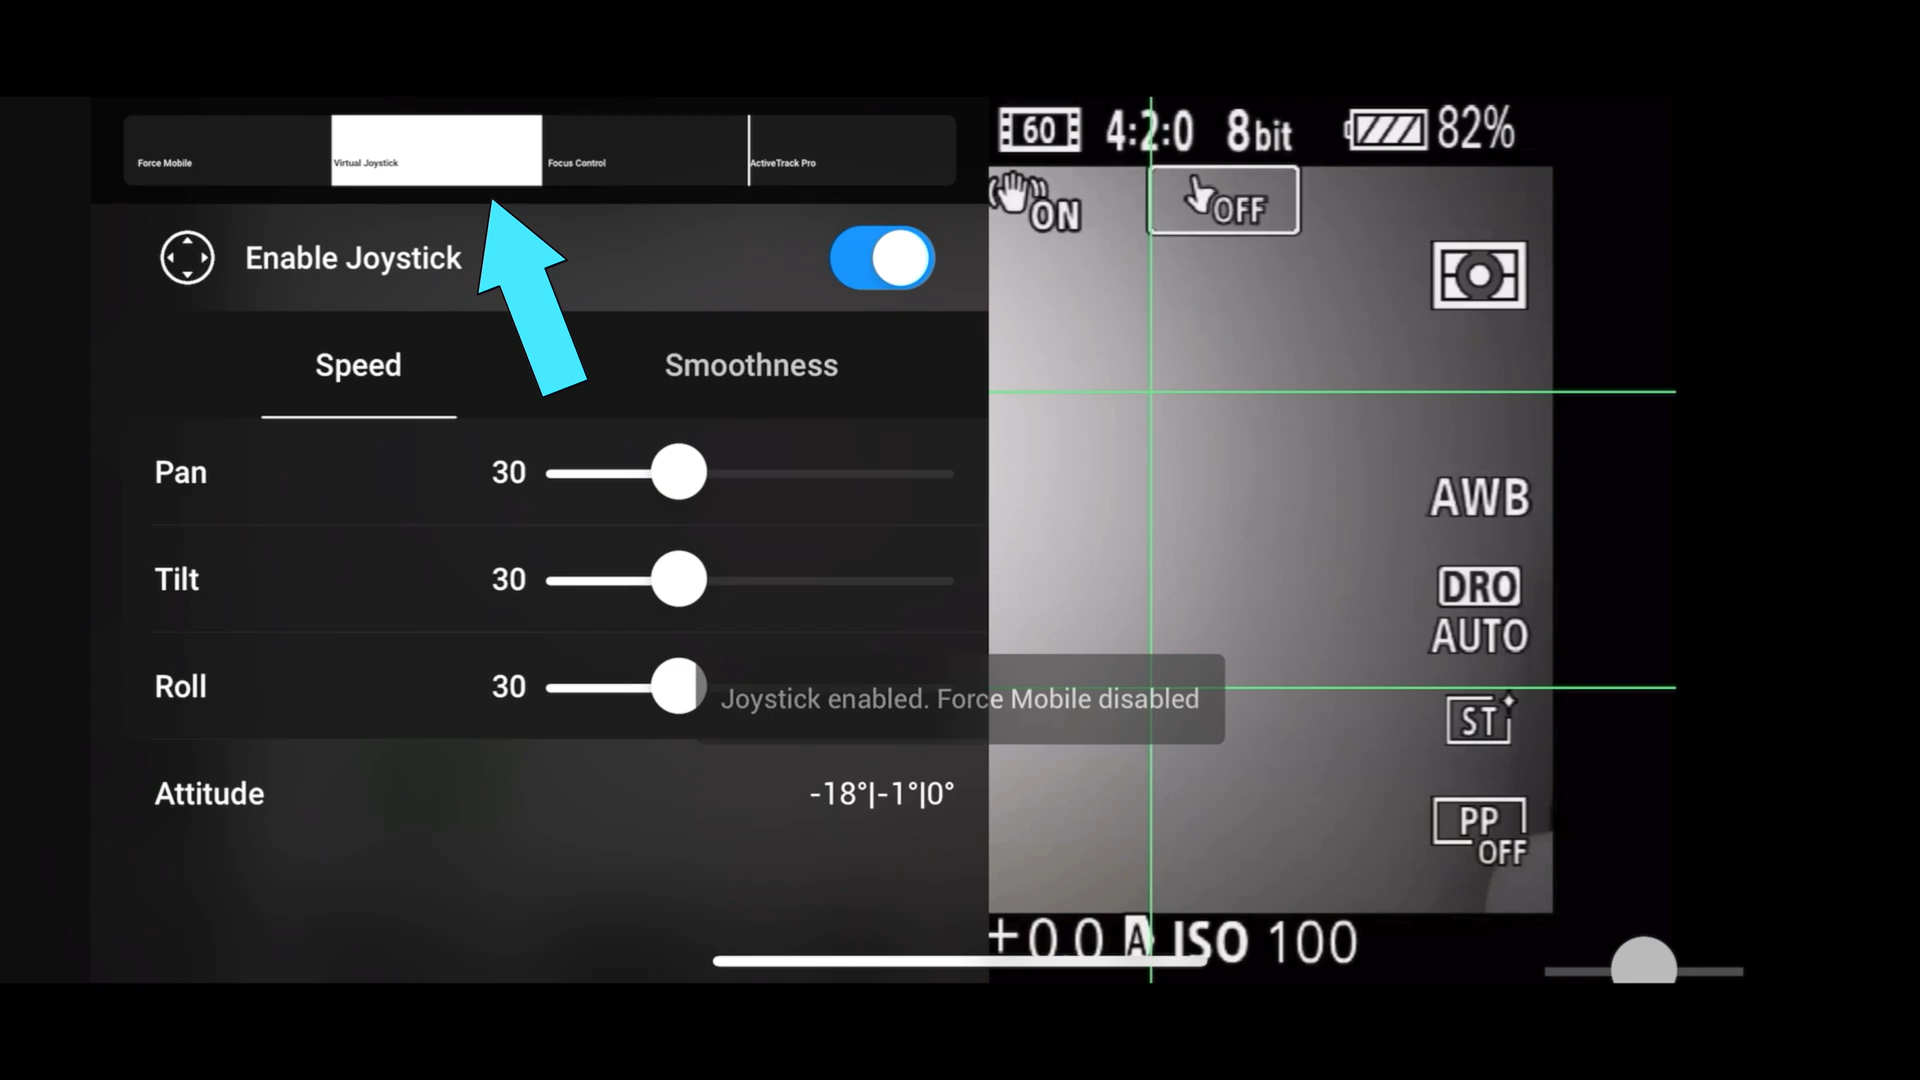 Force Mobile Virtual Joystick Focus Control ActiveTrack Pro
60 4:2:0 8bit 82%
ON OFF
Enable Joystick
Speed Smoothness
Pan 30
AWB
Tilt 30
DRO
AUTO
Roll 30
Joystick enabled. Force Mobile disabled
ST
Attitude -18°|-1°|0°
PP
OFF
+0.0 A ISO 100